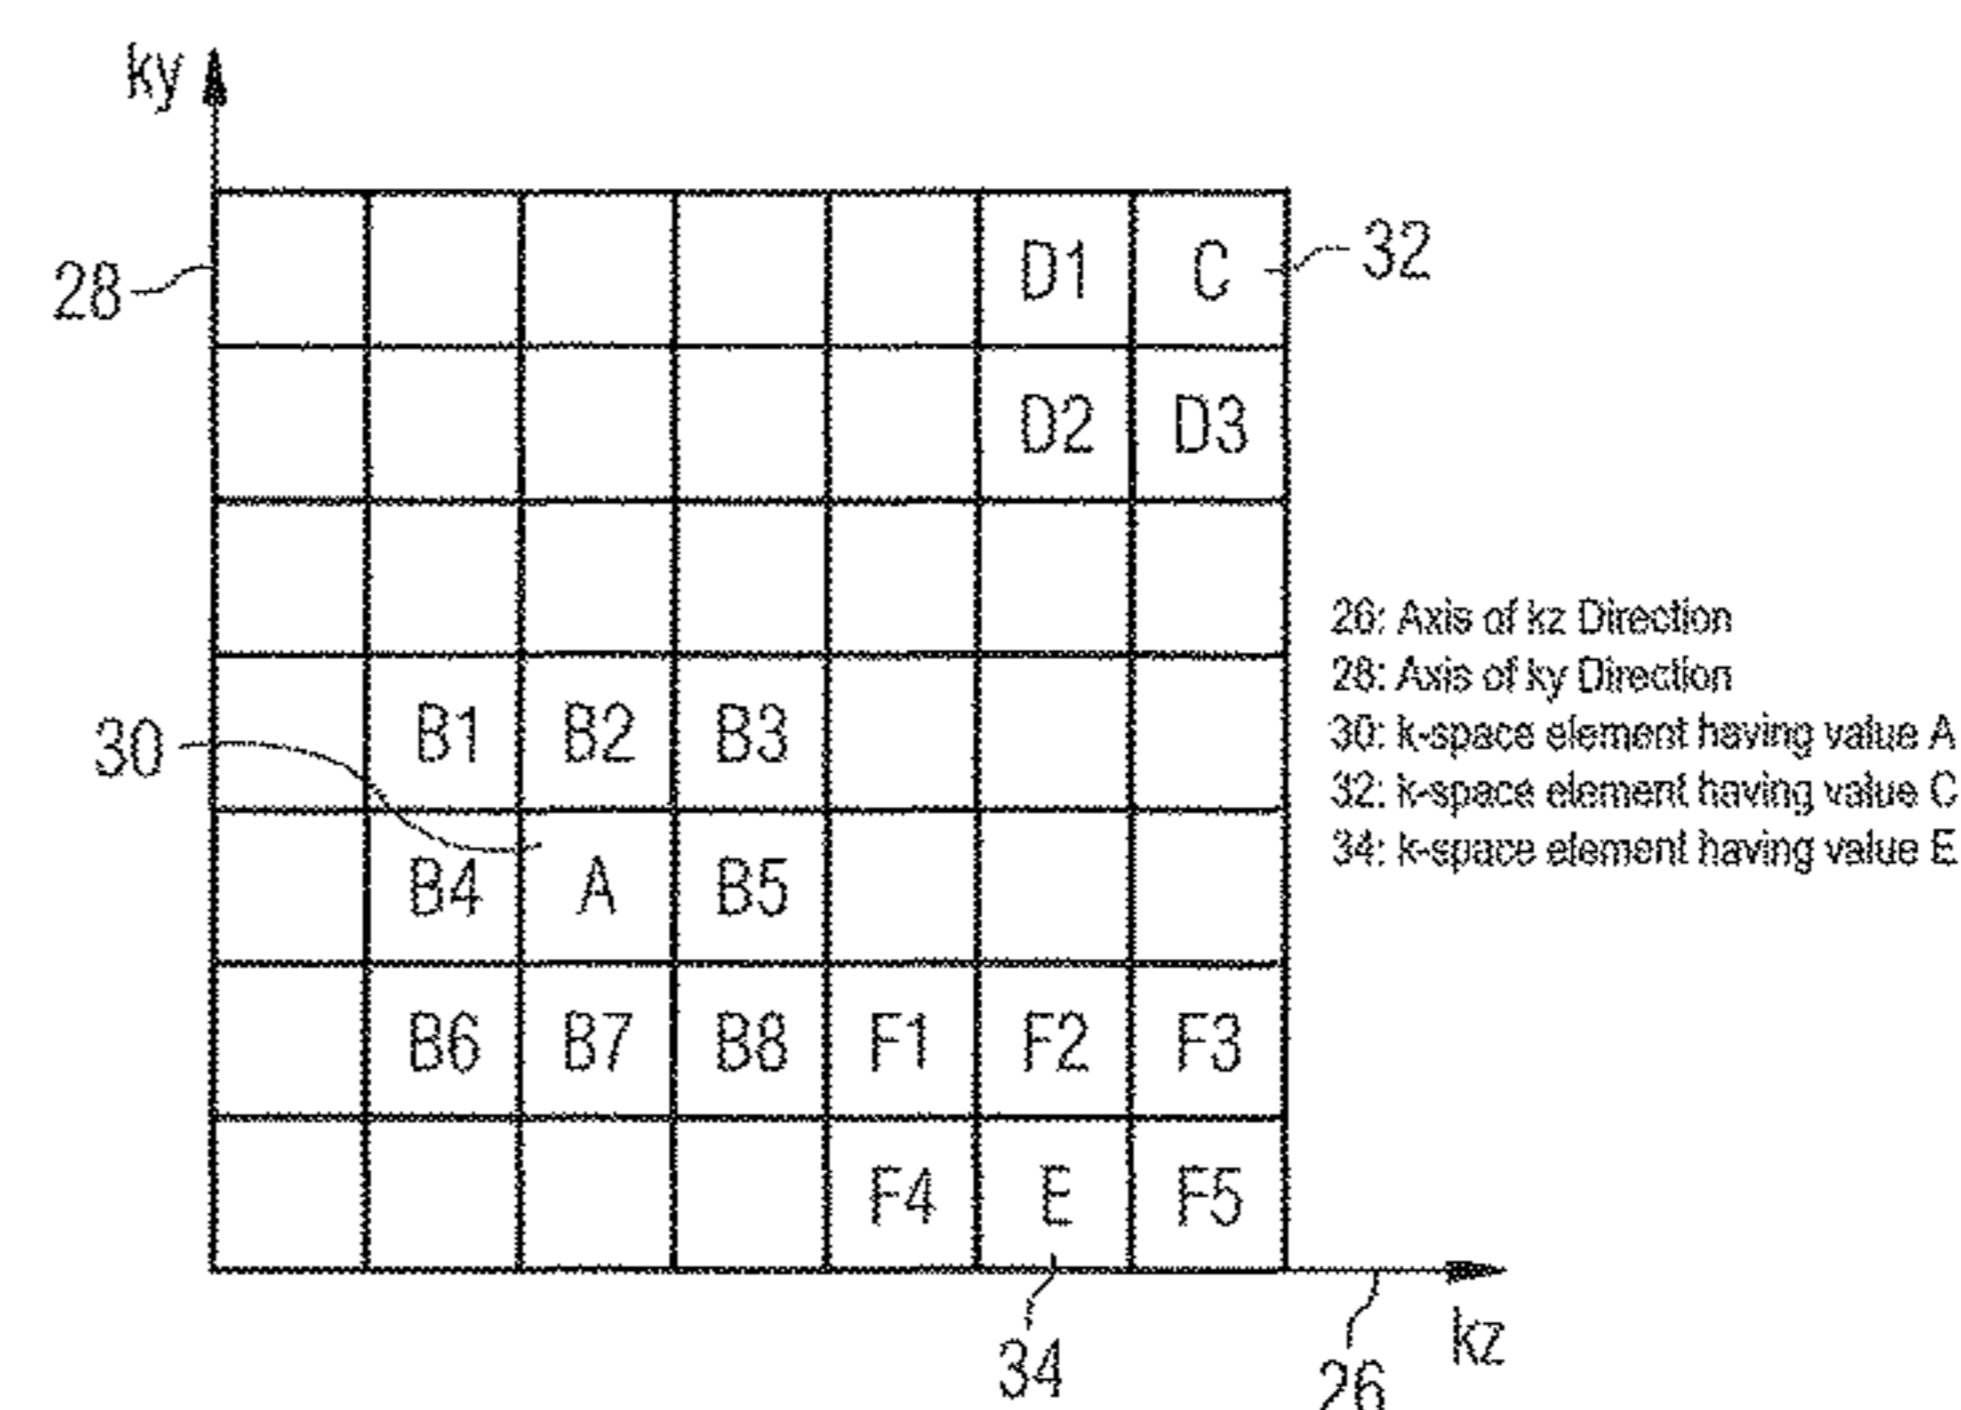 ky
28
D1 C
32
D2 D3
30
B1 B2 B3
B4 A B5
B6 B7 B8 F1 F2 F3
F4 E F5
34
26
kz
26: Axis of kz Direction
28: Axis of ky Direction
30: k-space element having value A
32: k-space element having value C
34: k-space element having value E